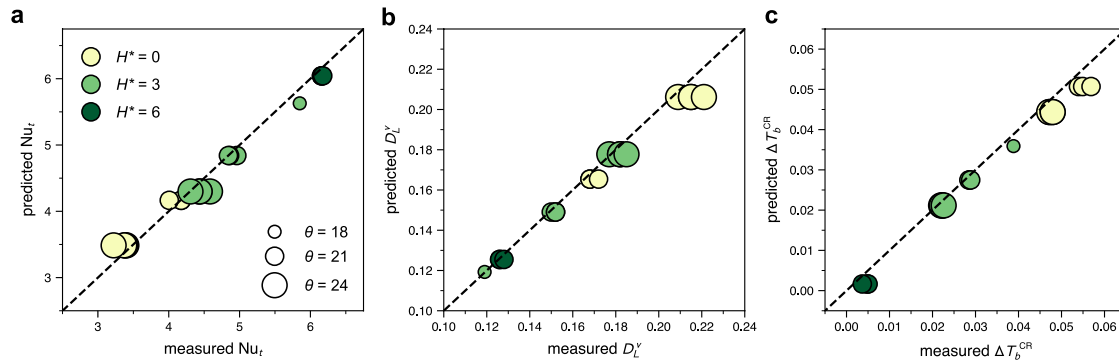 a
b
c
6
5
4
3
predicted Nu_t
H* = 0
H* = 3
H* = 6
θ = 18
θ = 21
θ = 24
3
4
5
6
measured Nu_t
0.24
0.22
0.20
0.18
0.16
0.14
0.12
0.10
predicted D_L^v
0.10
0.12
0.14
0.16
0.18
0.20
0.22
0.24
measured D_L^v
0.06
0.05
0.04
0.03
0.02
0.01
0.00
predicted ΔT_b^CR
0.00
0.01
0.02
0.03
0.04
0.05
0.06
measured ΔT_b^CR